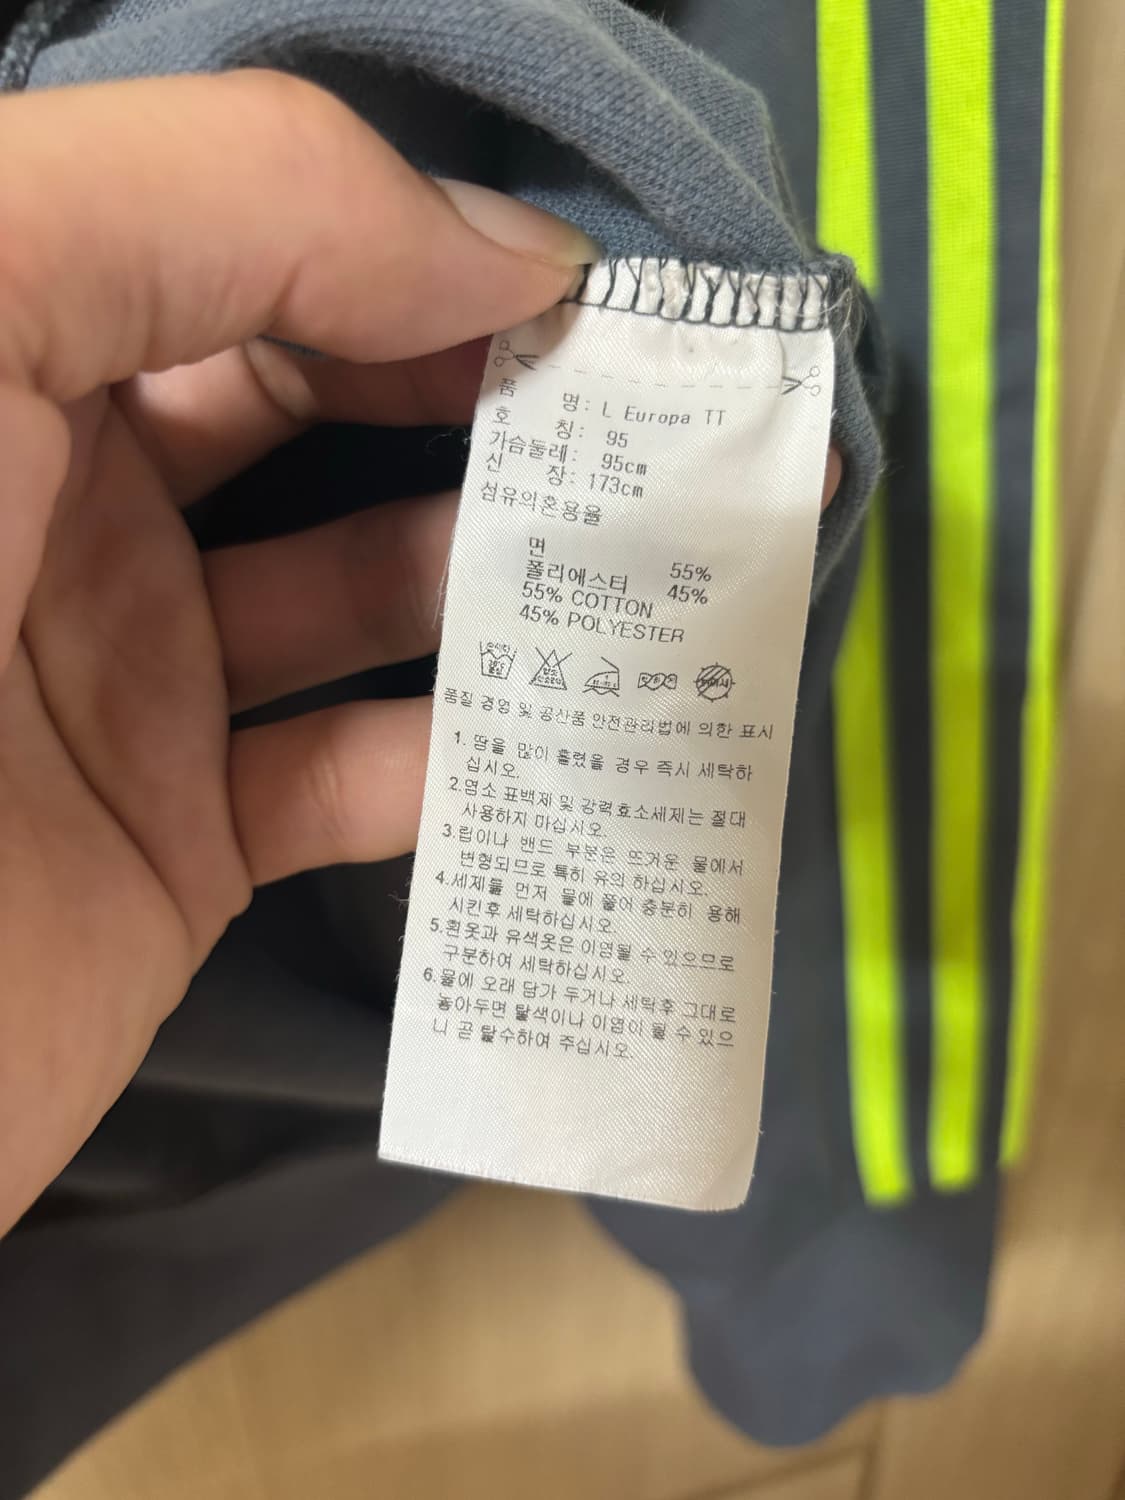 품 명: L Europa TT
호 칭: 95
가슴둘레: 95cm
신 장: 173cm
섬유의혼용율
면 55%
폴리에스터 45%
55% COTTON
45% POLYESTER
품질 경영 및 공산품 안전관리법에 의한 표시
1. 땀을 많이 흘렸을 경우 즉시 세탁하
십시오.
2.염소 표백제 및 강력효소세제는 절대
사용하지 마십시오.
3.립이나 밴드 부분은 뜨거운 물에서
변형되므로 특히 유의 하십시오.
4.세제를 먼저 물에 풀어 충분히 용해
시킨후 세탁하십시오.
5.흰옷과 유색옷은 이염될 수 있으므로
구분하여 세탁하십시오.
6.물에 오래 담가 두거나 세탁후 그대로
놓아두면 탈색이나 이염이 될 수 있으
니 곧 탈수하여 주십시오.